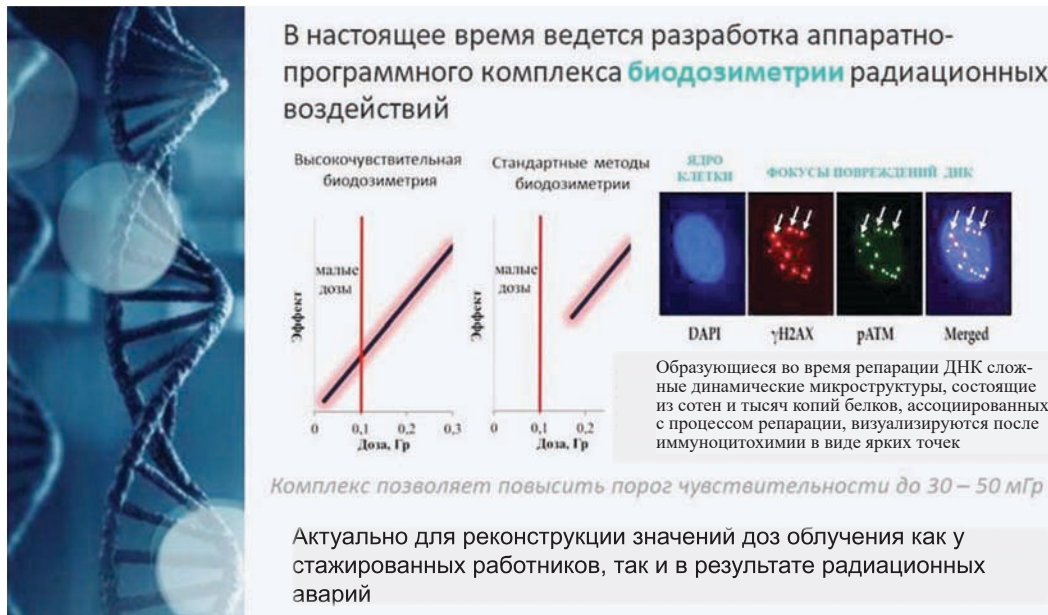 В настоящее время ведется разработка аппаратно-
программного комплекса биодозиметрии радиационных
воздействий
Высокочувствительная
биодозиметрия
малые
дозы
Эффект
0 0,1 0,2 0,3
Доза, Гр
Стандартные методы
биодозиметрии
малые
дозы
Эффект
0 0,1 0,2
Доза, Гр
ЯДРО
КЛЕТКИ
ФОКУСЫ ПОВРЕЖДЕНИЙ ДНК
DAPI γH2AX pATM Merged
Образующиеся во время репарации ДНК слож-
ные динамические микроструктуры, состоящие
из сотен и тысяч копий белков, ассоциированных
с процессом репарации, визуализируются после
иммуноцитохимии в виде ярких точек
Комплекс позволяет повысить порог чувствительности до 30 – 50 мГр
Актуально для реконструкции значений доз облучения как у
стажированных работников, так и в результате радиационных
аварий